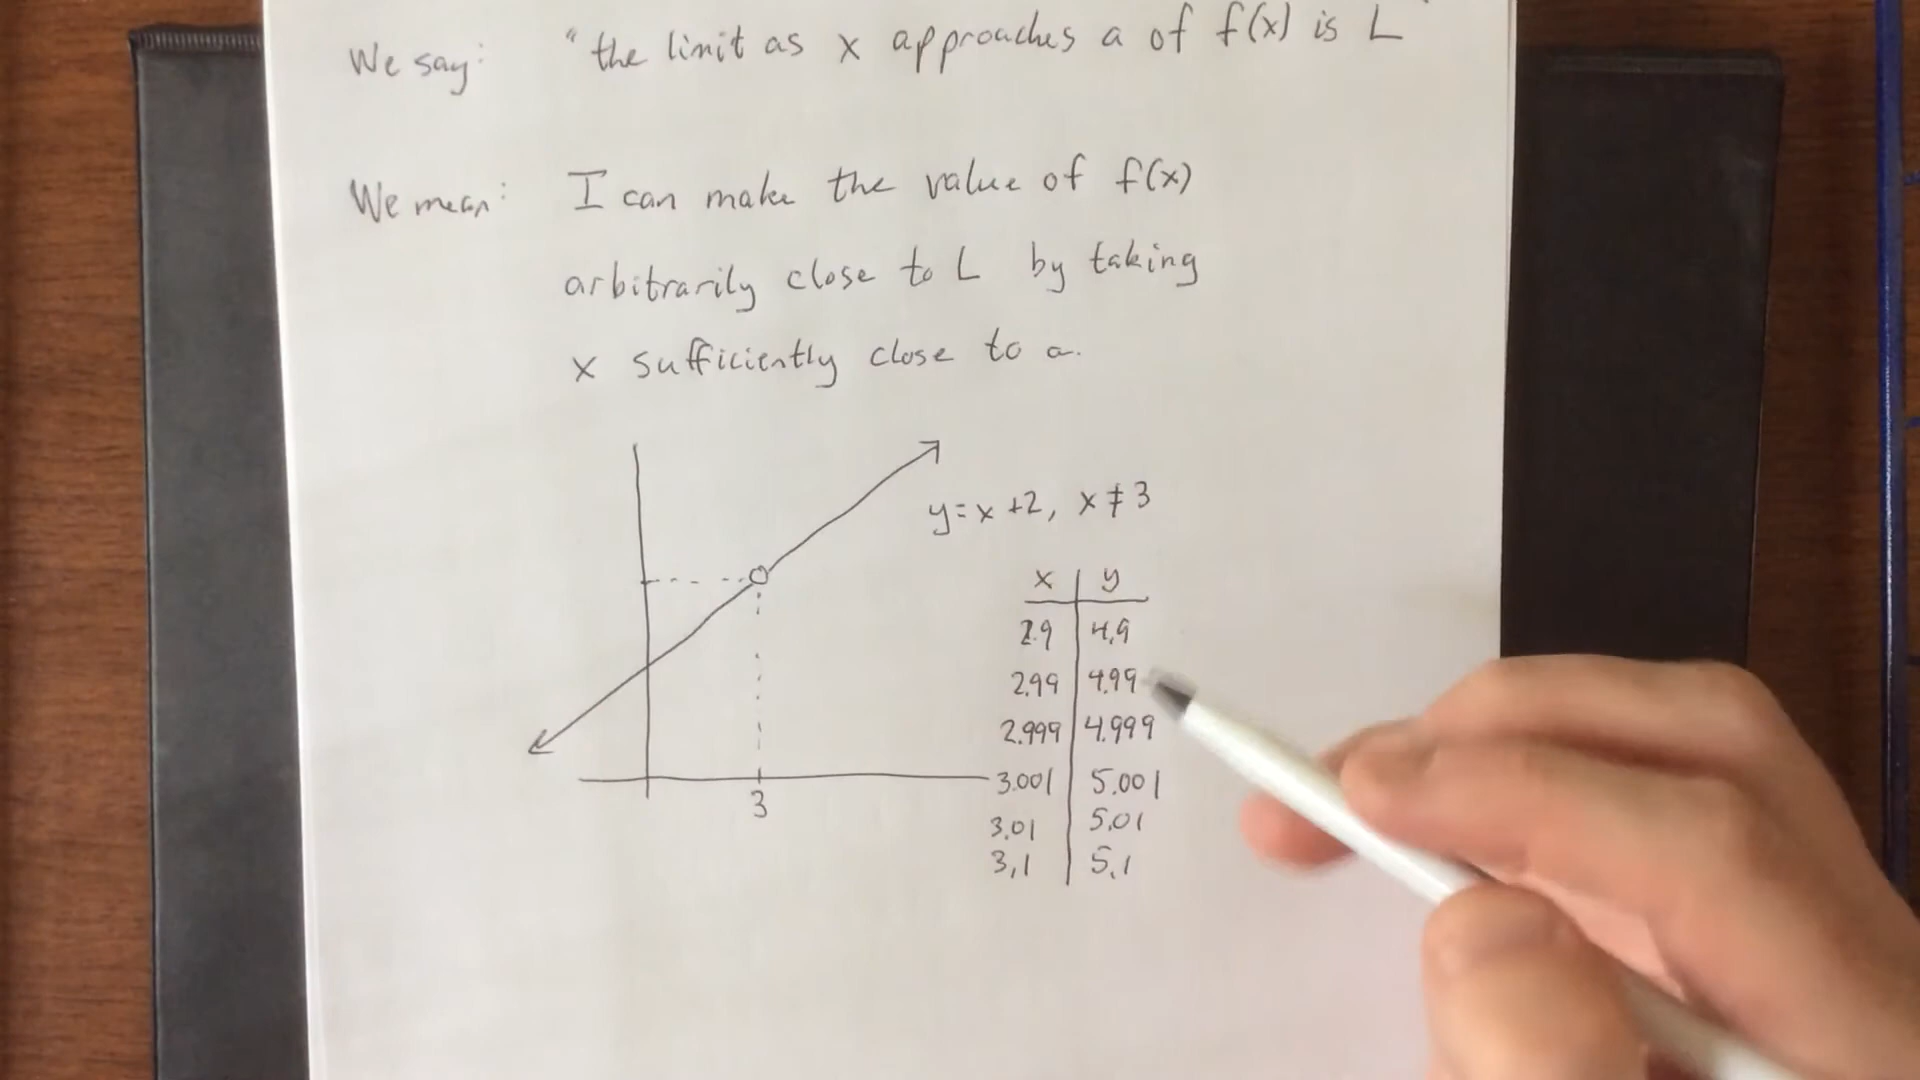 We say: "the limit as x approaches a of f(x) is L"
We mean: I can make the value of f(x)
arbitrarily close to L by taking
x sufficiently close to a.
y=x+2, x≠3
x | y
2.9 | 4.9
2.99 | 4.99
2.999 | 4.999
3.001 | 5.001
3.01 | 5.01
3.1 | 5.1
3